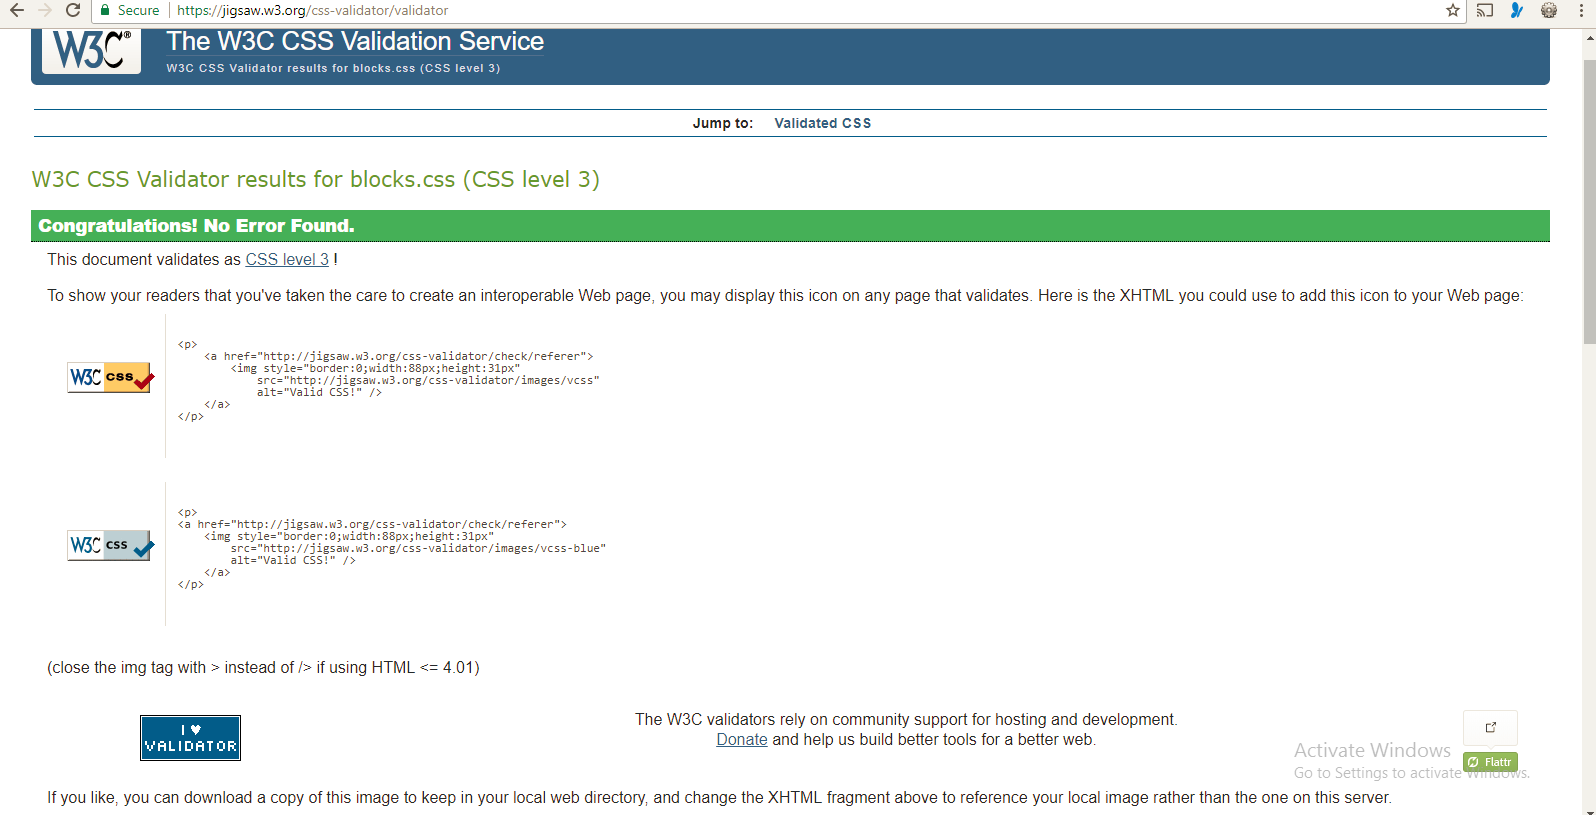 Secure https://jigsaw.w3.org/css-validator/validator
W3C®
The W3C CSS Validation Service
W3C CSS Validator results for blocks.css (CSS level 3)
Jump to: Validated CSS
W3C CSS Validator results for blocks.css (CSS level 3)
Congratulations! No Error Found.
This document validates as CSS level 3 !
To show your readers that you've taken the care to create an interoperable Web page, you may display this icon on any page that validates. Here is the XHTML you could use to add this icon to your Web page:
W3C css
<p>
<a href="http://jigsaw.w3.org/css-validator/check/referer">
<img style="border:0;width:88px;height:31px"
src="http://jigsaw.w3.org/css-validator/images/vcss"
alt="Valid CSS!" />
</a>
</p>
W3C css
<p>
<a href="http://jigsaw.w3.org/css-validator/check/referer">
<img style="border:0;width:88px;height:31px"
src="http://jigsaw.w3.org/css-validator/images/vcss-blue"
alt="Valid CSS!" />
</a>
</p>
(close the img tag with > instead of /> if using HTML <= 4.01)
I ♥
VALIDATOR
The W3C validators rely on community support for hosting and development.
Donate and help us build better tools for a better web.
Flattr
Activate Windows
Go to Settings to activate Windows.
If you like, you can download a copy of this image to keep in your local web directory, and change the XHTML fragment above to reference your local image rather than the one on this server.